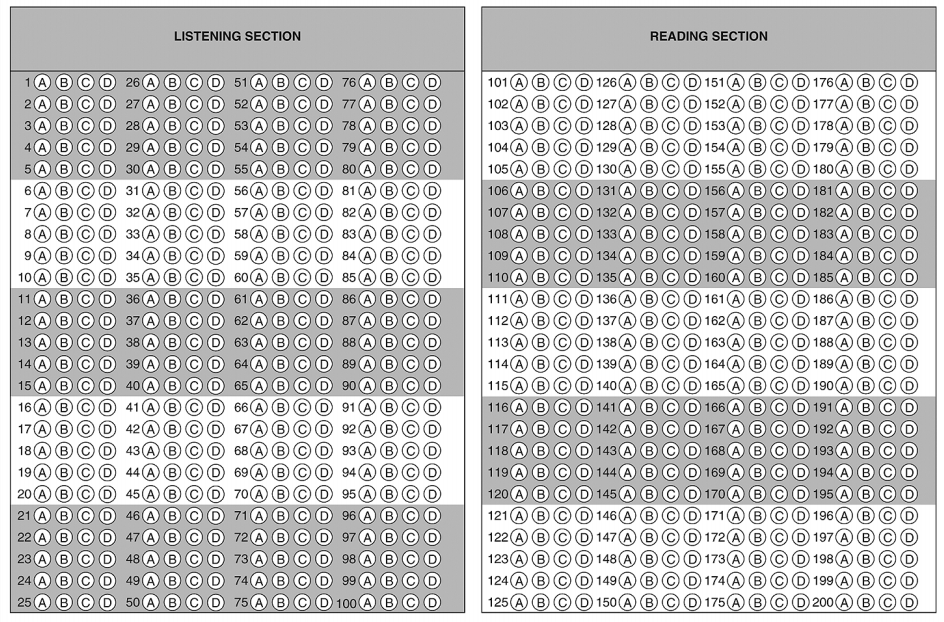 LISTENING SECTION
1 A B C D 26 A B C D 51 A B C D 76 A B C D
2 A B C D 27 A B C D 52 A B C D 77 A B C D
3 A B C D 28 A B C D 53 A B C D 78 A B C D
4 A B C D 29 A B C D 54 A B C D 79 A B C D
5 A B C D 30 A B C D 55 A B C D 80 A B C D
6 A B C D 31 A B C D 56 A B C D 81 A B C D
7 A B C D 32 A B C D 57 A B C D 82 A B C D
8 A B C D 33 A B C D 58 A B C D 83 A B C D
9 A B C D 34 A B C D 59 A B C D 84 A B C D
10 A B C D 35 A B C D 60 A B C D 85 A B C D
11 A B C D 36 A B C D 61 A B C D 86 A B C D
12 A B C D 37 A B C D 62 A B C D 87 A B C D
13 A B C D 38 A B C D 63 A B C D 88 A B C D
14 A B C D 39 A B C D 64 A B C D 89 A B C D
15 A B C D 40 A B C D 65 A B C D 90 A B C D
16 A B C D 41 A B C D 66 A B C D 91 A B C D
17 A B C D 42 A B C D 67 A B C D 92 A B C D
18 A B C D 43 A B C D 68 A B C D 93 A B C D
19 A B C D 44 A B C D 69 A B C D 94 A B C D
20 A B C D 45 A B C D 70 A B C D 95 A B C D
21 A B C D 46 A B C D 71 A B C D 96 A B C D
22 A B C D 47 A B C D 72 A B C D 97 A B C D
23 A B C D 48 A B C D 73 A B C D 98 A B C D
24 A B C D 49 A B C D 74 A B C D 99 A B C D
25 A B C D 50 A B C D 75 A B C D 100 A B C D
READING SECTION
101 A B C D 126 A B C D 151 A B C D 176 A B C D
102 A B C D 127 A B C D 152 A B C D 177 A B C D
103 A B C D 128 A B C D 153 A B C D 178 A B C D
104 A B C D 129 A B C D 154 A B C D 179 A B C D
105 A B C D 130 A B C D 155 A B C D 180 A B C D
106 A B C D 131 A B C D 156 A B C D 181 A B C D
107 A B C D 132 A B C D 157 A B C D 182 A B C D
108 A B C D 133 A B C D 158 A B C D 183 A B C D
109 A B C D 134 A B C D 159 A B C D 184 A B C D
110 A B C D 135 A B C D 160 A B C D 185 A B C D
111 A B C D 136 A B C D 161 A B C D 186 A B C D
112 A B C D 137 A B C D 162 A B C D 187 A B C D
113 A B C D 138 A B C D 163 A B C D 188 A B C D
114 A B C D 139 A B C D 164 A B C D 189 A B C D
115 A B C D 140 A B C D 165 A B C D 190 A B C D
116 A B C D 141 A B C D 166 A B C D 191 A B C D
117 A B C D 142 A B C D 167 A B C D 192 A B C D
118 A B C D 143 A B C D 168 A B C D 193 A B C D
119 A B C D 144 A B C D 169 A B C D 194 A B C D
120 A B C D 145 A B C D 170 A B C D 195 A B C D
121 A B C D 146 A B C D 171 A B C D 196 A B C D
122 A B C D 147 A B C D 172 A B C D 197 A B C D
123 A B C D 148 A B C D 173 A B C D 198 A B C D
124 A B C D 149 A B C D 174 A B C D 199 A B C D
125 A B C D 150 A B C D 175 A B C D 200 A B C D